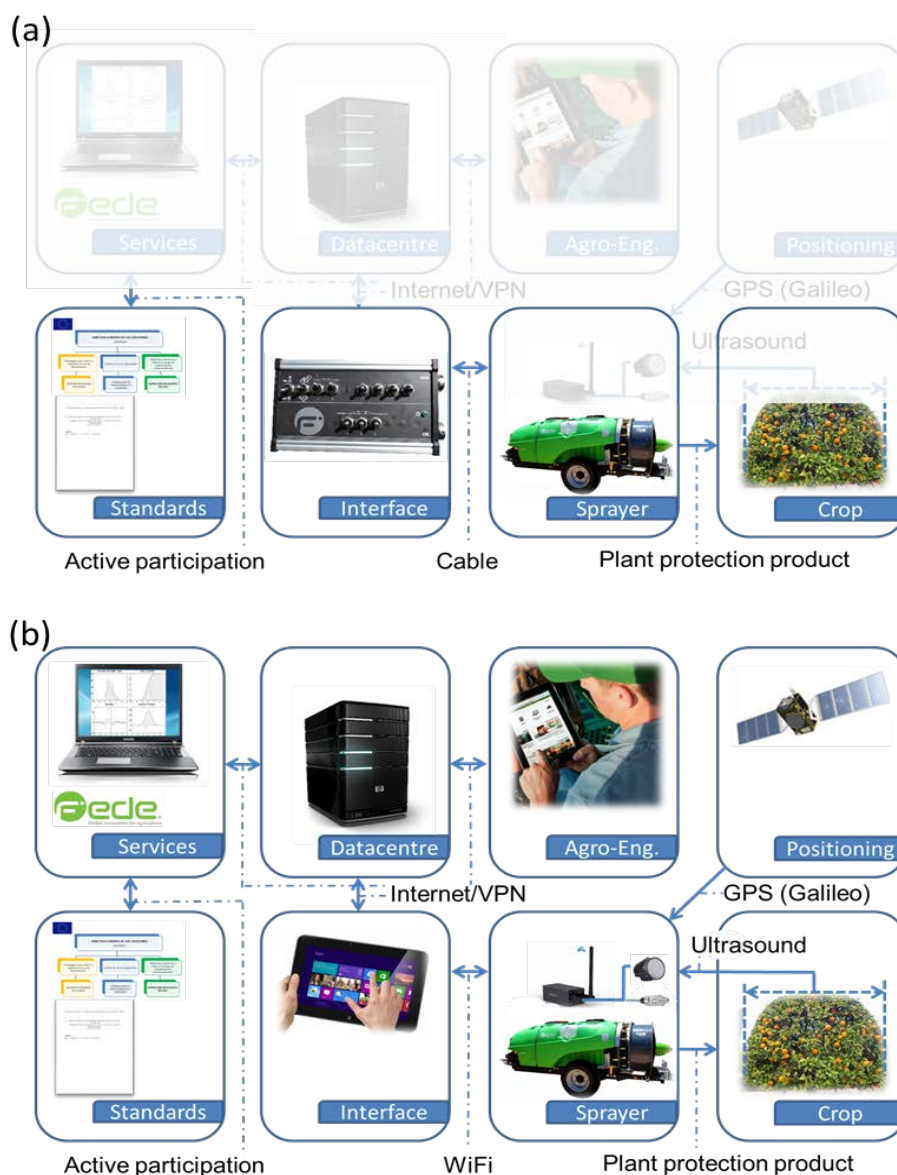 (a)
Fede
Services
Datacentre
Agro-Eng.
Positioning
Internet/VPN
GPS (Galileo)
Ultrasound
Standards
Interface
Sprayer
Crop
Active participation
Cable
Plant protection product
(b)
Fede
Services
Datacentre
Agro-Eng.
Positioning
Internet/VPN
GPS (Galileo)
Ultrasound
Standards
Interface
Sprayer
Crop
Active participation
WiFi
Plant protection product